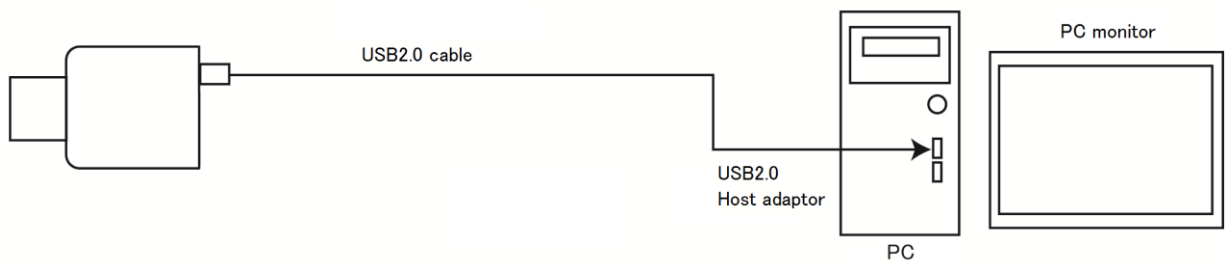 USB2.0 cable
PC monitor
USB2.0
Host adaptor
PC